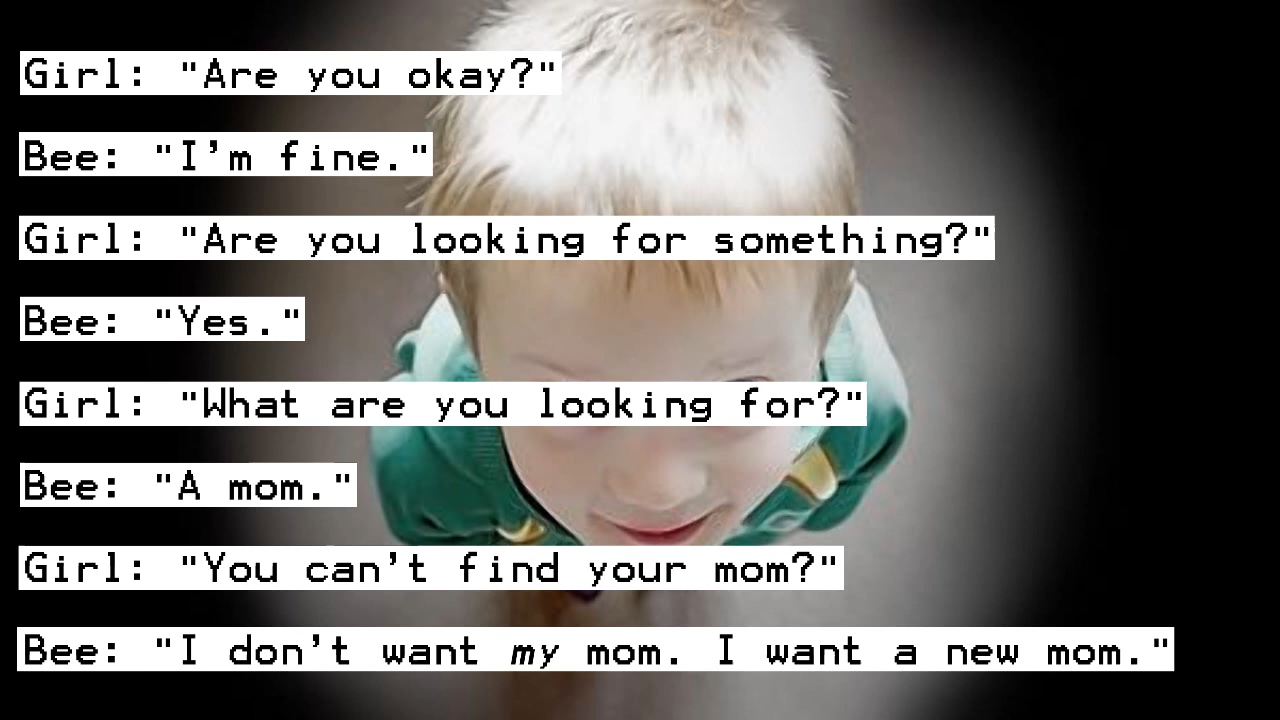 Girl: "Are you okay?"
Bee: "I'm fine."
Girl: "Are you looking for something?"
Bee: "Yes."
Girl: "What are you looking for?"
Bee: "A mom."
Girl: "You can't find your mom?"
Bee: "I don't want my mom. I want a new mom."